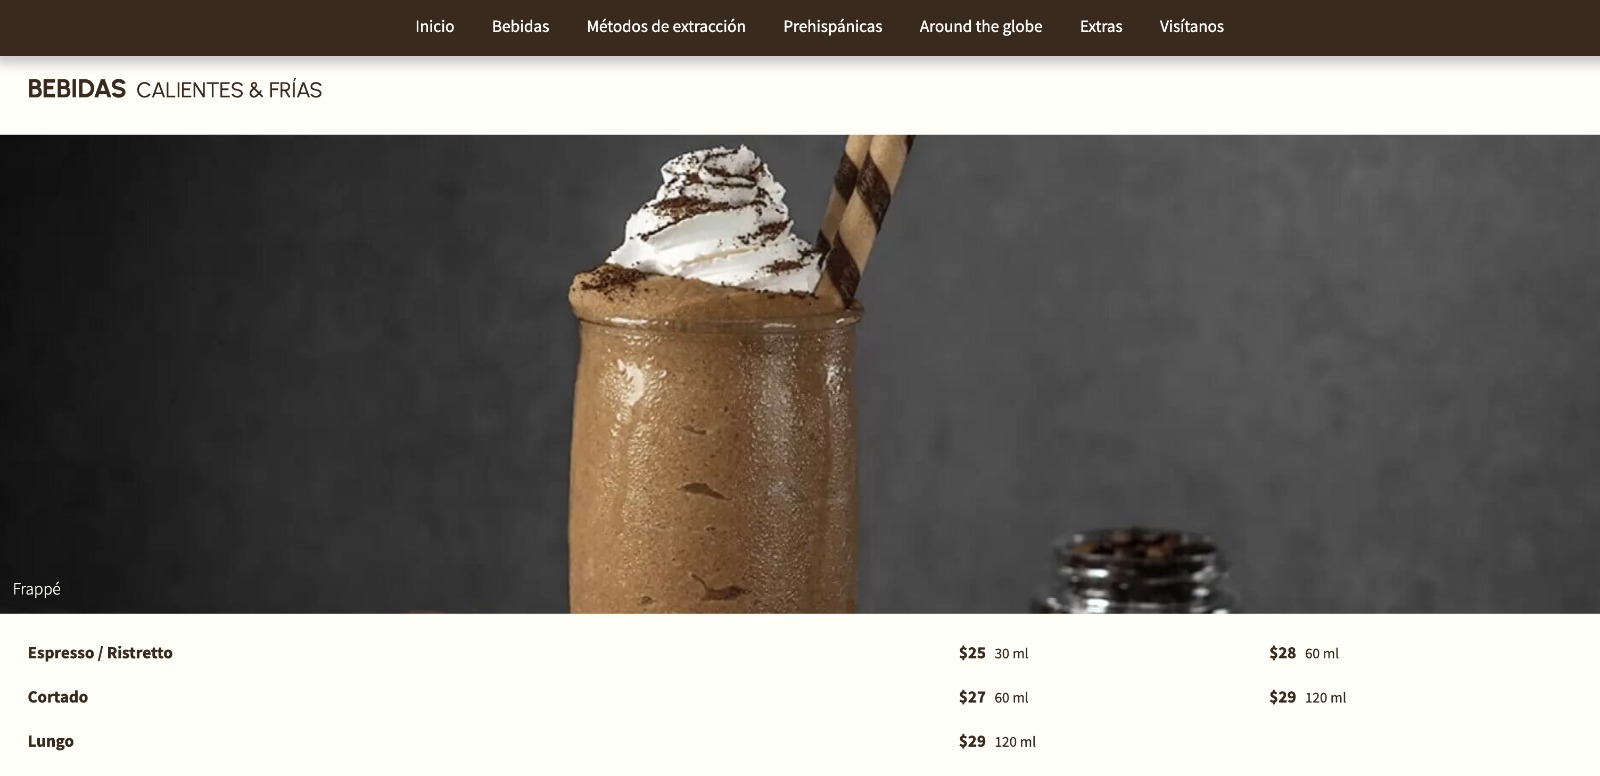 Inicio Bebidas Métodos de extracción Prehispánicas Around the globe Extras Visítanos
BEBIDAS CALIENTES & FRÍAS
Frappé
Espresso / Ristretto $25 30 ml $28 60 ml
Cortado $27 60 ml $29 120 ml
Lungo $29 120 ml